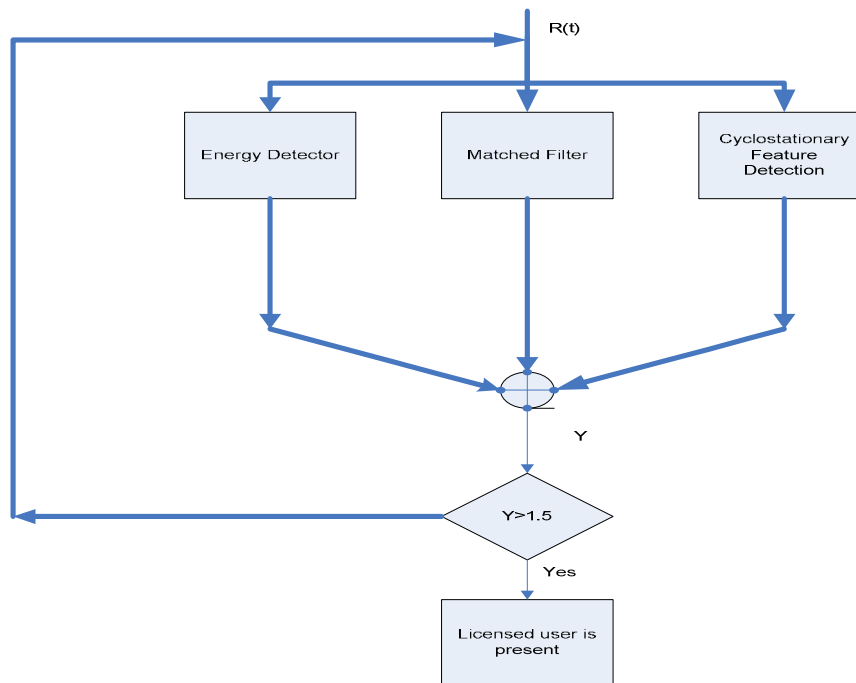 R(t)
Energy Detector
Matched Filter
Cyclostationary
Feature
Detection
Y
Y>1.5
Yes
Licensed user is
present